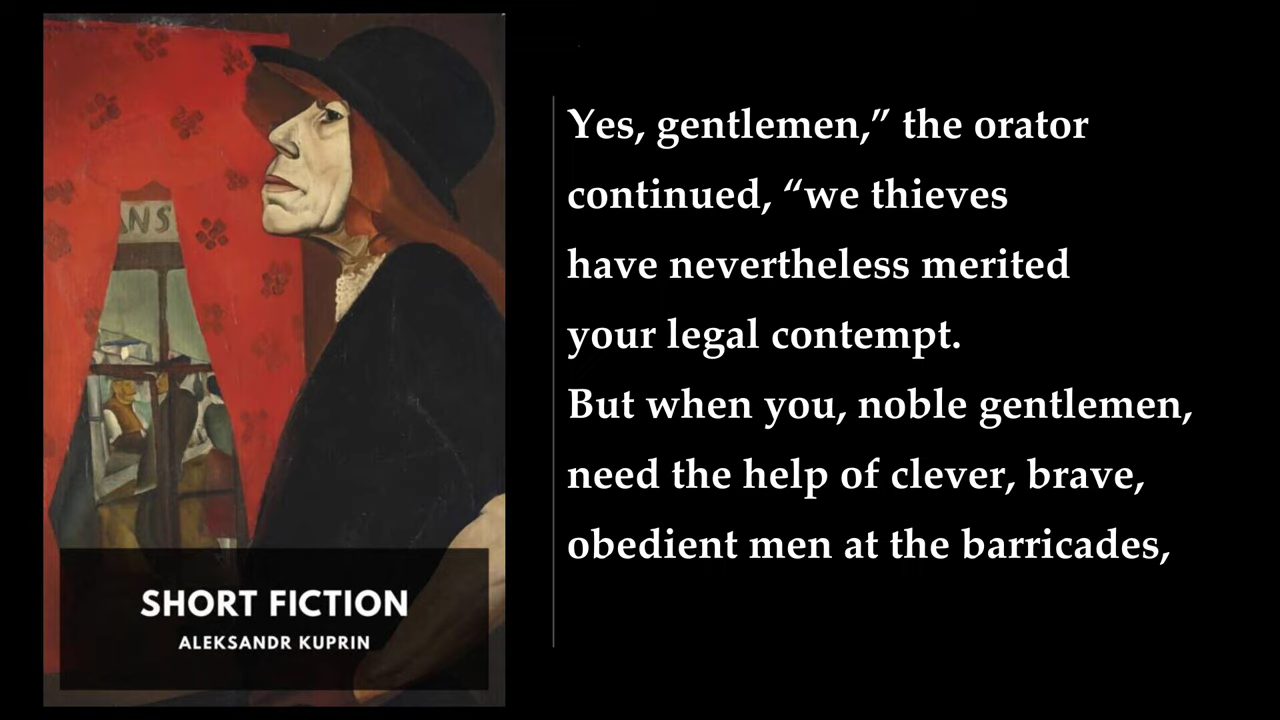 NS
SHORT FICTION
ALEKSANDR KUPRIN
Yes, gentlemen,” the orator
continued, “we thieves
have nevertheless merited
your legal contempt.
But when you, noble gentlemen,
need the help of clever, brave,
obedient men at the barricades,